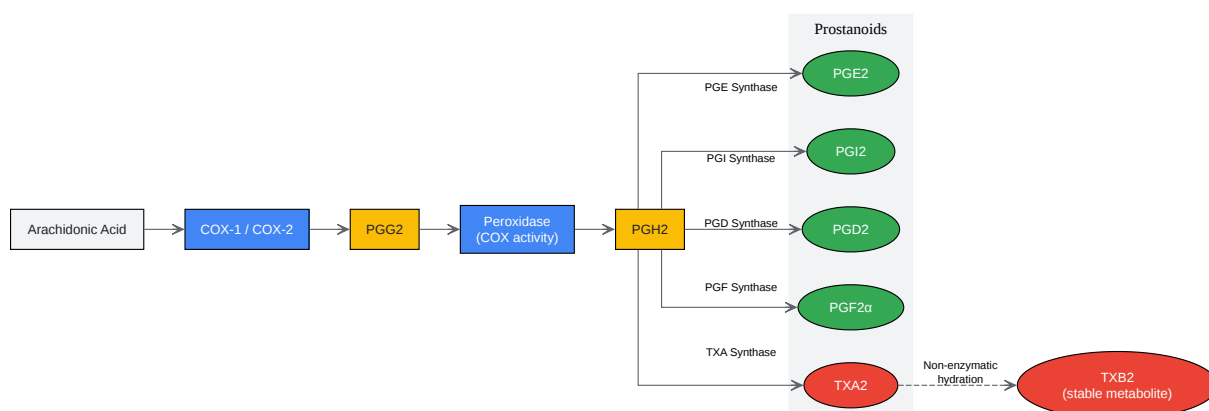 Prostanoids
PGE2
PGE Synthase
PGI2
PGI Synthase
Arachidonic Acid
COX-1 / COX-2
PGG2
Peroxidase
(COX activity)
PGH2
PGD Synthase
PGD2
PGF Synthase
PGF2α
TXA Synthase
TXA2
Non-enzymatic
hydration
TXB2
(stable metabolite)